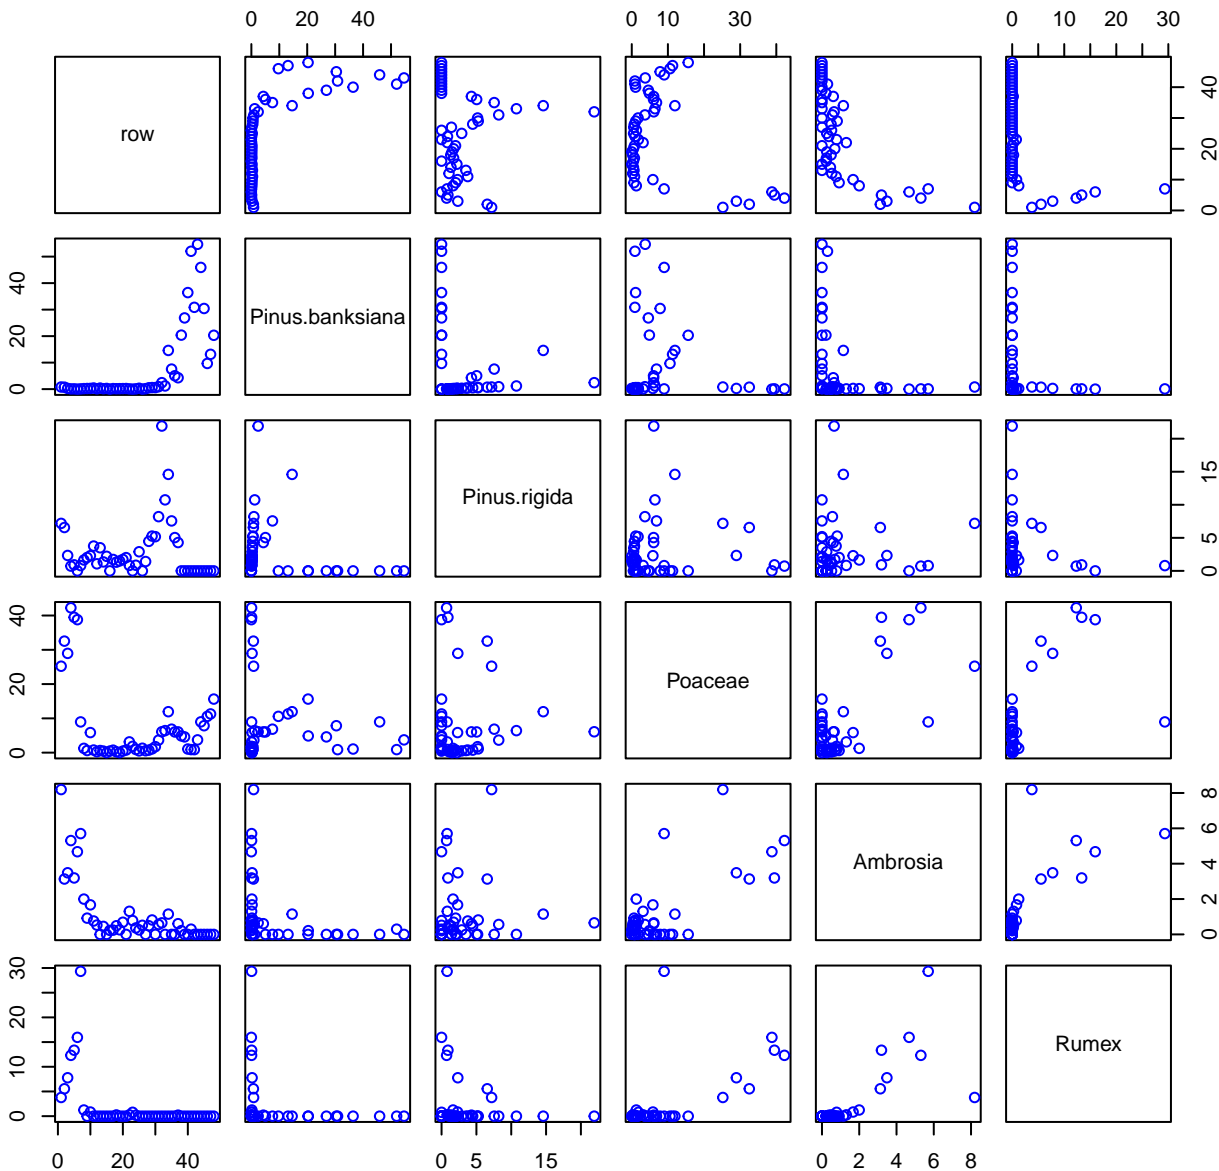 0 20 40 0 10 30 0 10 20 30
row
0 20 40
0 20 40
Pinus.banksiana
Pinus.rigida
0 5 15
0 20 40
Poaceae
Ambrosia
0 2 4 6 8
0 10 20 30
Rumex
0 20 40 0 5 15 0 2 4 6 8